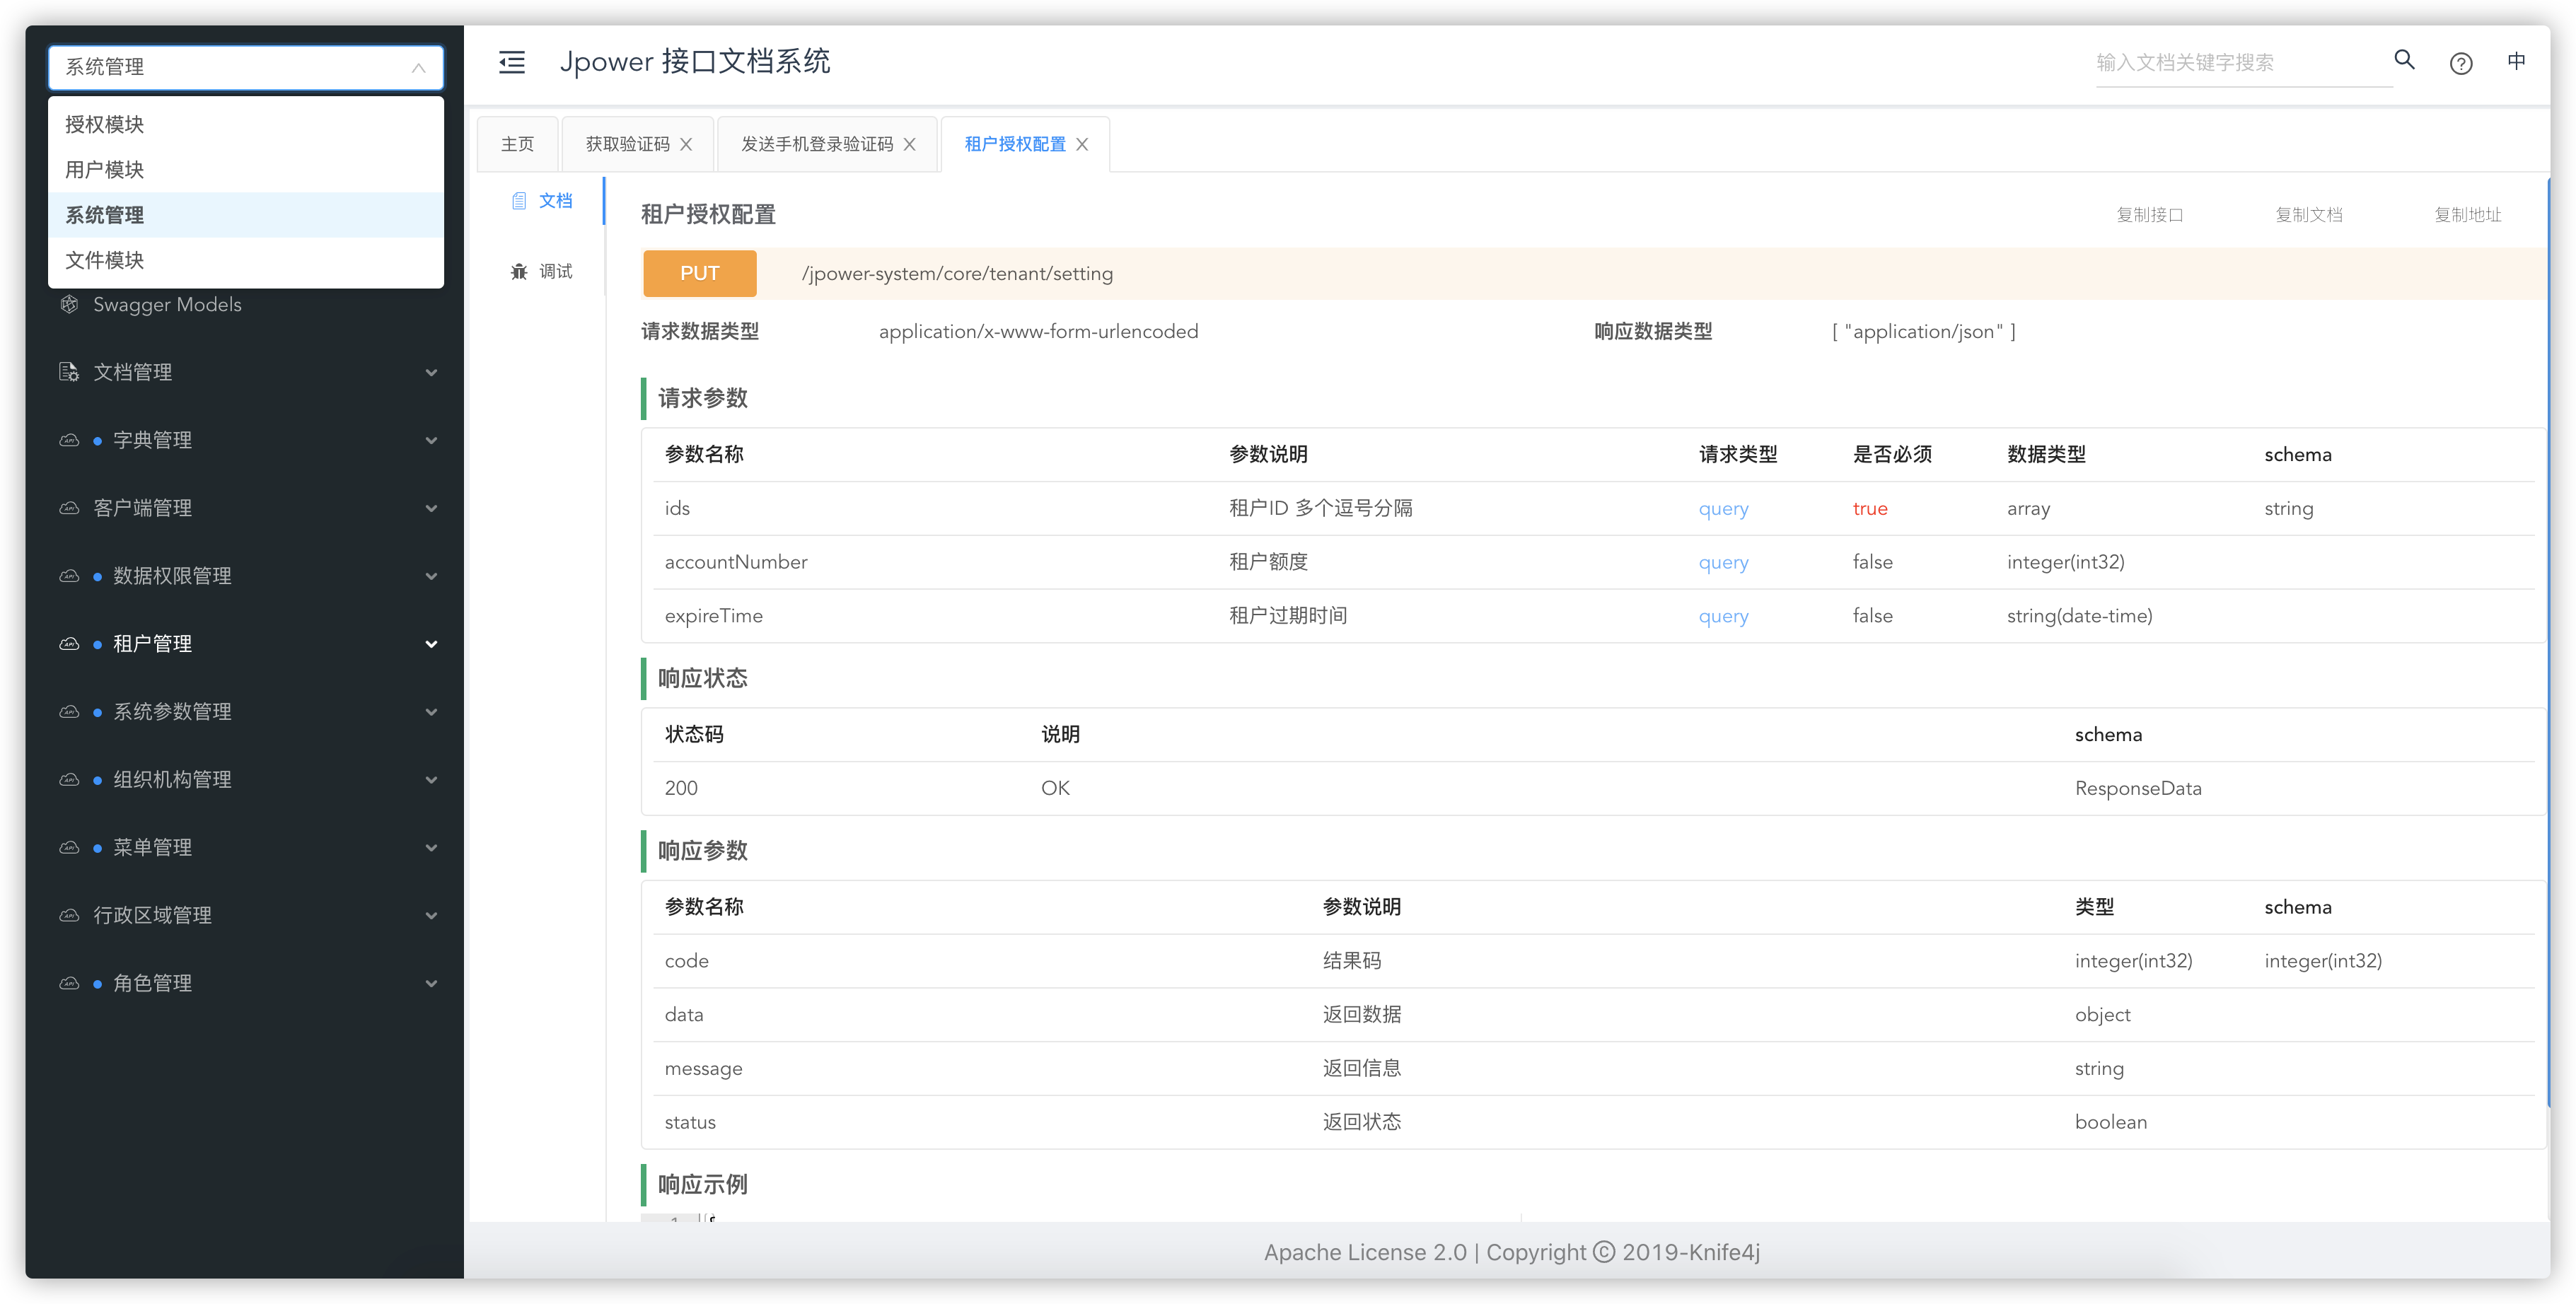 系统管理
授权模块
用户模块
系统管理
文件模块
Swagger Models
文档管理
字典管理
客户端管理
数据权限管理
租户管理
系统参数管理
组织机构管理
菜单管理
行政区域管理
角色管理
Jpower 接口文档系统
输入文档关键字搜索
中
主页 获取验证码 发送手机登录验证码 租户授权配置
文档
调试
租户授权配置 复制接口 复制文档 复制地址
PUT /jpower-system/core/tenant/setting
请求数据类型 application/x-www-form-urlencoded 响应数据类型 [ "application/json" ]
请求参数
参数名称 参数说明 请求类型 是否必须 数据类型 schema
ids 租户ID 多个逗号分隔 query true array string
accountNumber 租户额度 query false integer(int32)
expireTime 租户过期时间 query false string(date-time)
响应状态
状态码 说明 schema
200 OK ResponseData
响应参数
参数名称 参数说明 类型 schema
code 结果码 integer(int32) integer(int32)
data 返回数据 object
message 返回信息 string
status 返回状态 boolean
响应示例
Apache License 2.0 | Copyright © 2019-Knife4j